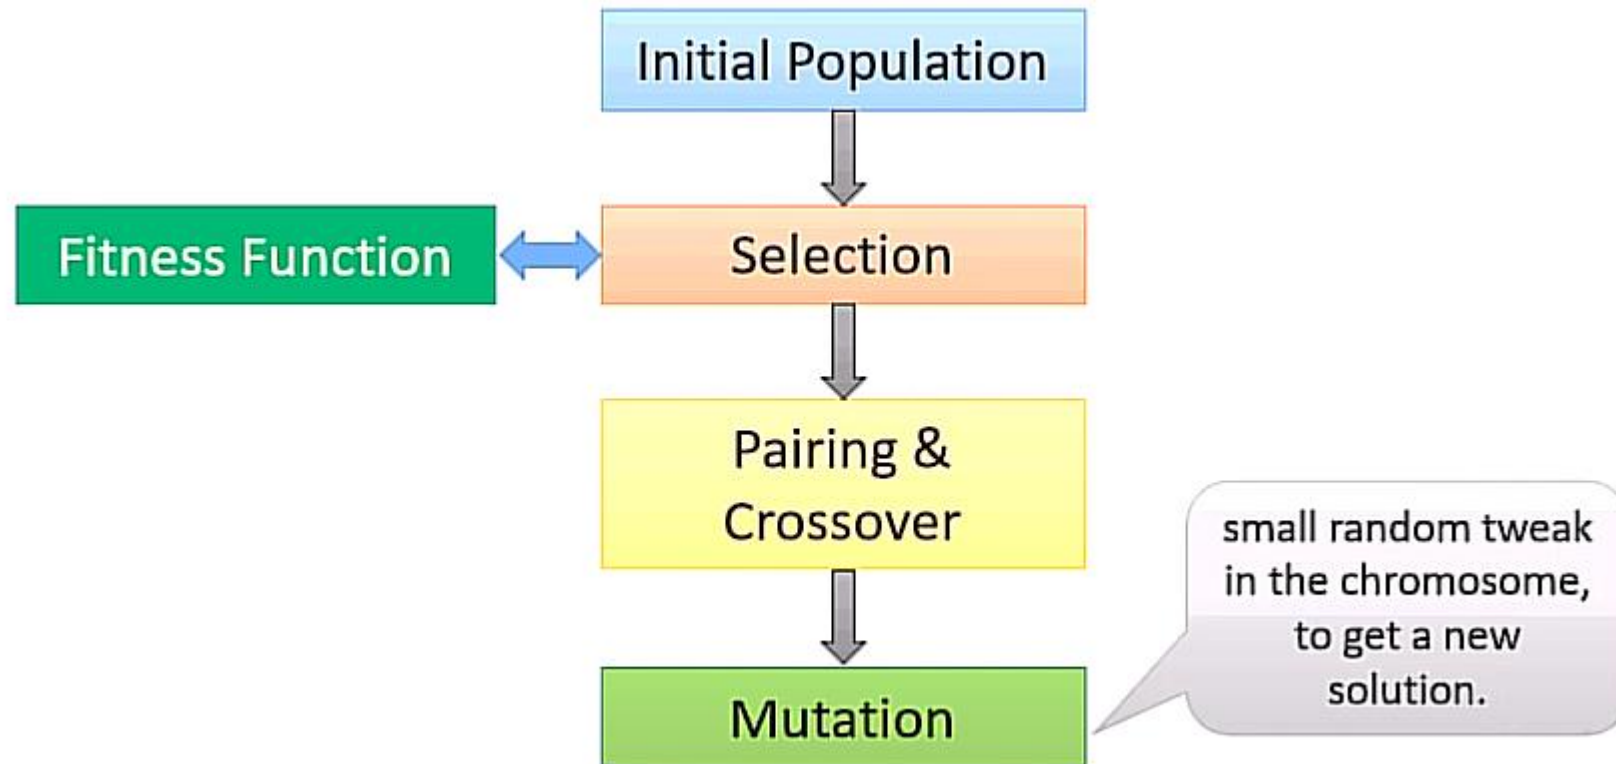 Initial Population
Fitness Function
Selection
Pairing &
Crossover
small random tweak
in the chromosome,
to get a new
solution.
Mutation